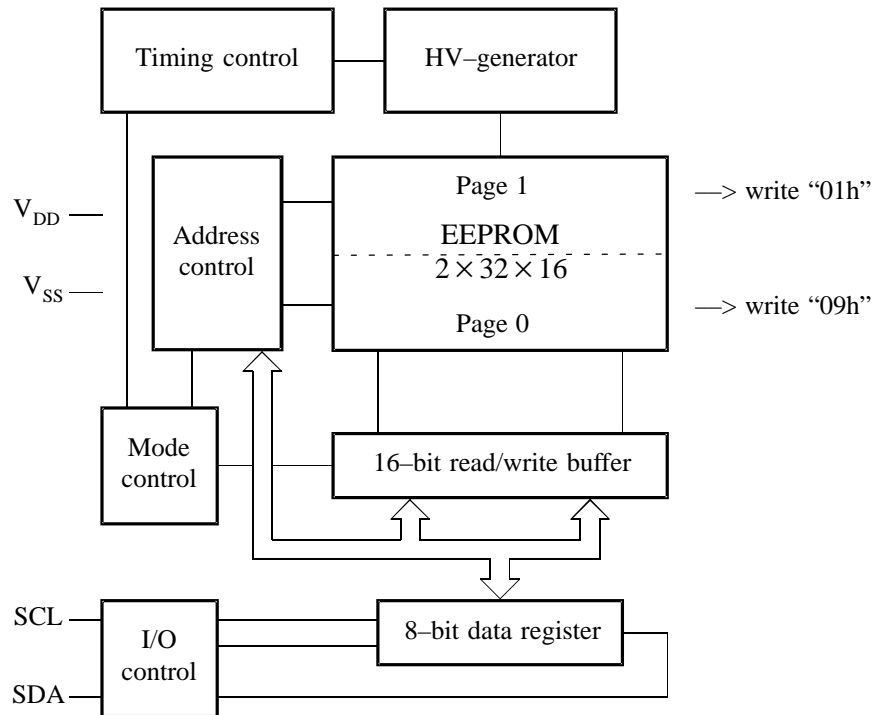 Timing control
HV–generator
Page 1
—> write “01h”
V_DD
Address
control
EEPROM
2 × 32 × 16
V_SS
Page 0
—> write “09h”
Mode
control
16–bit read/write buffer
SCL
I/O
control
8–bit data register
SDA